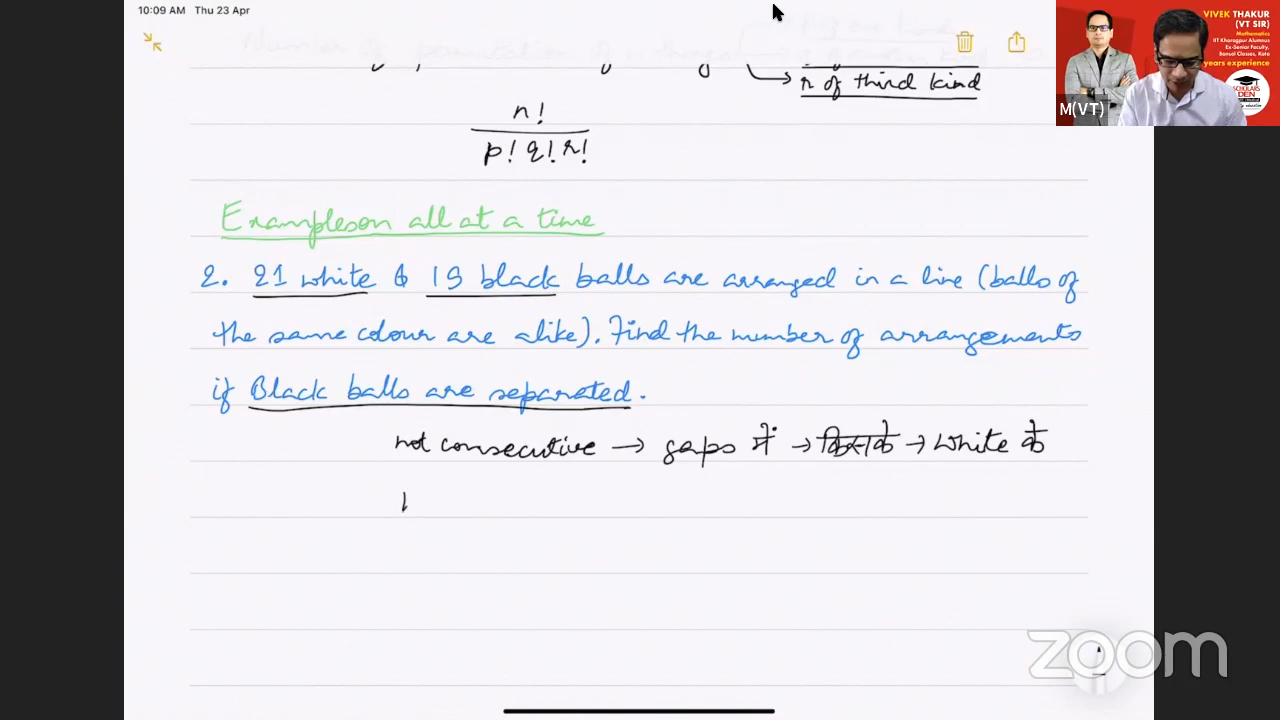 10:09 AM Thu 23 Apr
VIVEK THAKUR
(VT SIR)
Mathematics
IIT Kharagpur Alumnus
Ex-Senior Faculty,
Bansal Classes, Kota
years experience
SCHOLARS
DEN
M(VT)
r of third kind
n!
p! q! r!
Examples on all at a time
2. 21 white & 19 black balls are arranged in a line (balls of
the same colour are alike). Find the number of arrangements
if Black balls are separated.
not consecutive → gaps में → → white के
zoom